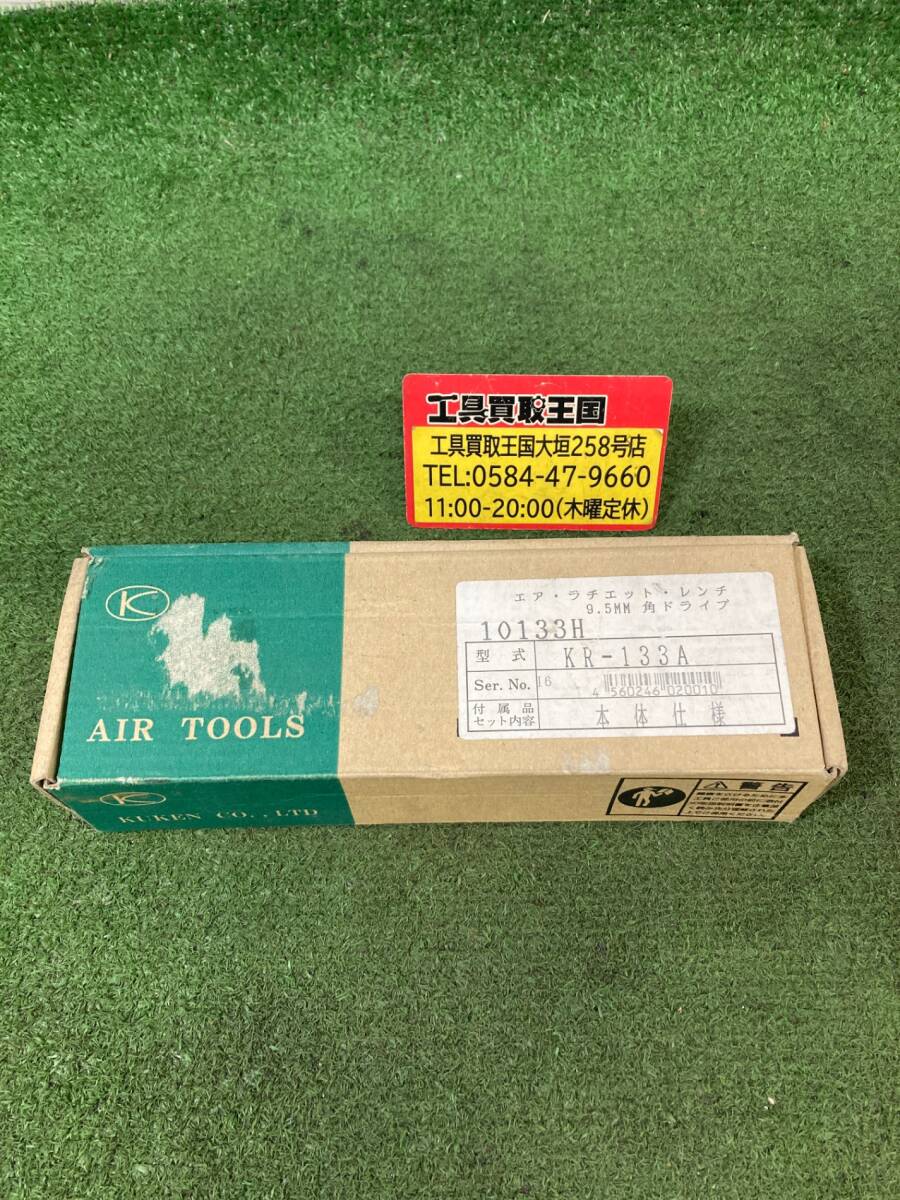 工具買取王国
工具買取王国大垣258号店
TEL:0584-47-9660
11:00-20:00(木曜定休)
K
AIR TOOLS
エア・ラチエット・レンチ
9.5MM 角ドライブ
10133H
型式 KR-133A
Ser. No. 16
4 560246 020010
付属品
セット内容 本体仕様
K
KUKEN CO., LTD
警告